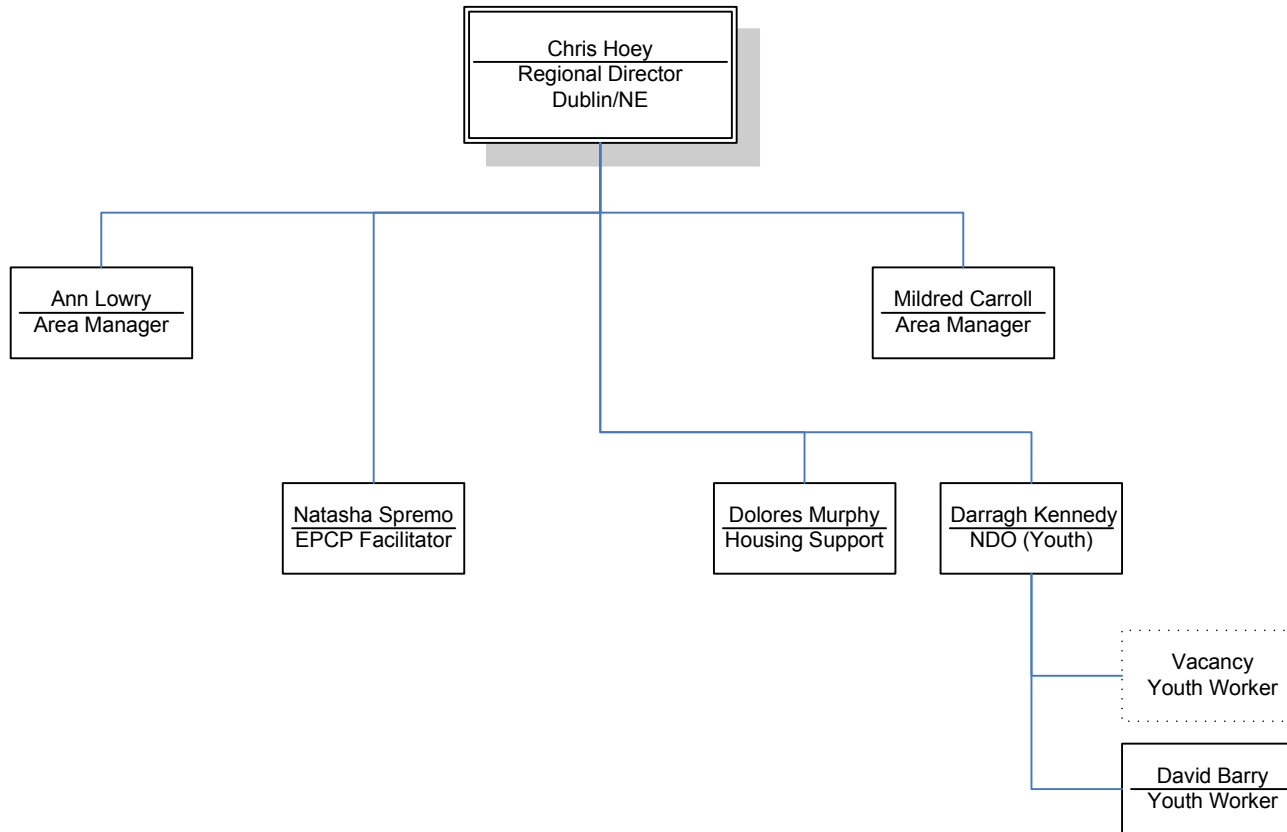 Chris Hoey
Regional Director
Dublin/NE
Ann Lowry
Area Manager
Mildred Carroll
Area Manager
Natasha Spremo
EPCP Facilitator
Dolores Murphy
Housing Support
Darragh Kennedy
NDO (Youth)
Vacancy
Youth Worker
David Barry
Youth Worker